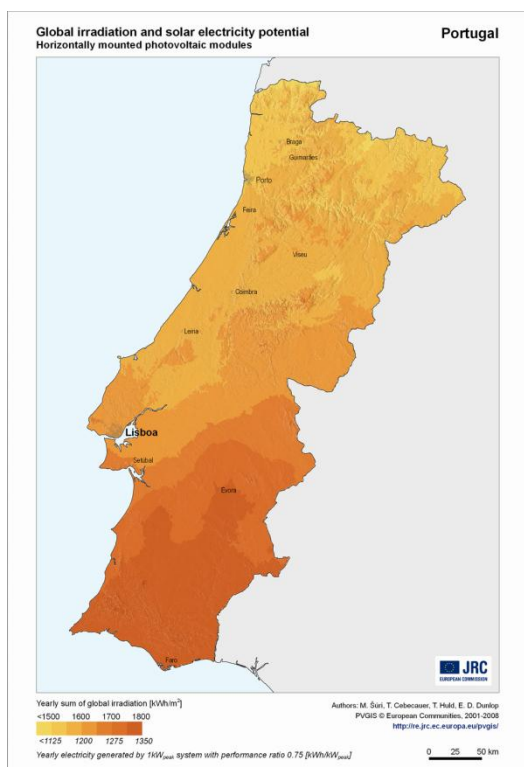 Global irradiation and solar electricity potential
Horizontally mounted photovoltaic modules
Portugal
Braga
Guimarães
Porto
Feira
Viseu
Coimbra
Leiria
Lisboa
Setúbal
Evora
Faro
JRC
EUROPEAN COMMISSION
Yearly sum of global irradiation [kWh/m²]
<1500 1600 1700 1800
<1125 1200 1275 1350
Yearly electricity generated by 1kWpeak system with performance ratio 0.75 [kWh/kWpeak]
Authors: M. Šúri, T. Cebecauer, T. Huld, E. D. Dunlop
PVGIS © European Communities, 2001-2008
http://re.jrc.ec.europa.eu/pvgis/
0 25 50 km